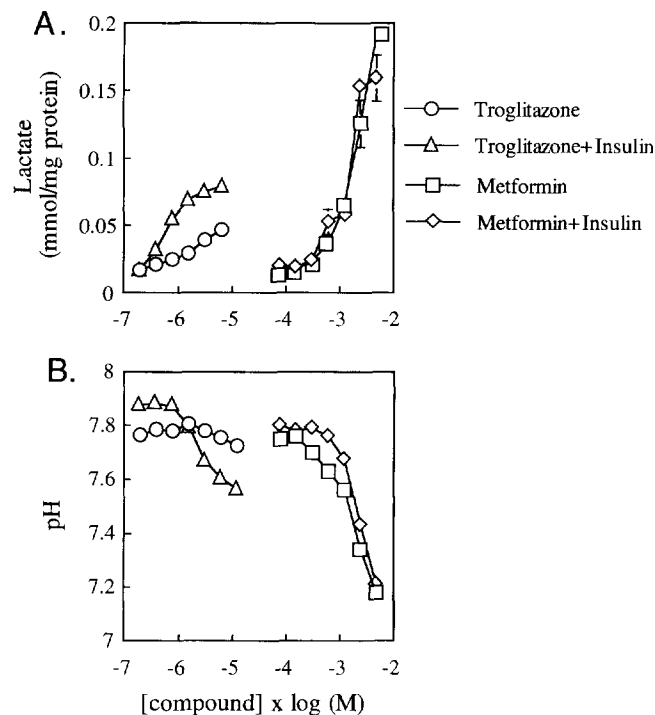 A.
Lactate
(mmol/mg protein)
0.2
0.15
0.1
0.05
0
-7 -6 -5 -4 -3 -2
Troglitazone
Troglitazone+Insulin
Metformin
Metformin+Insulin
B.
pH
8
7.8
7.6
7.4
7.2
7
-7 -6 -5 -4 -3 -2
[compound] x log (M)